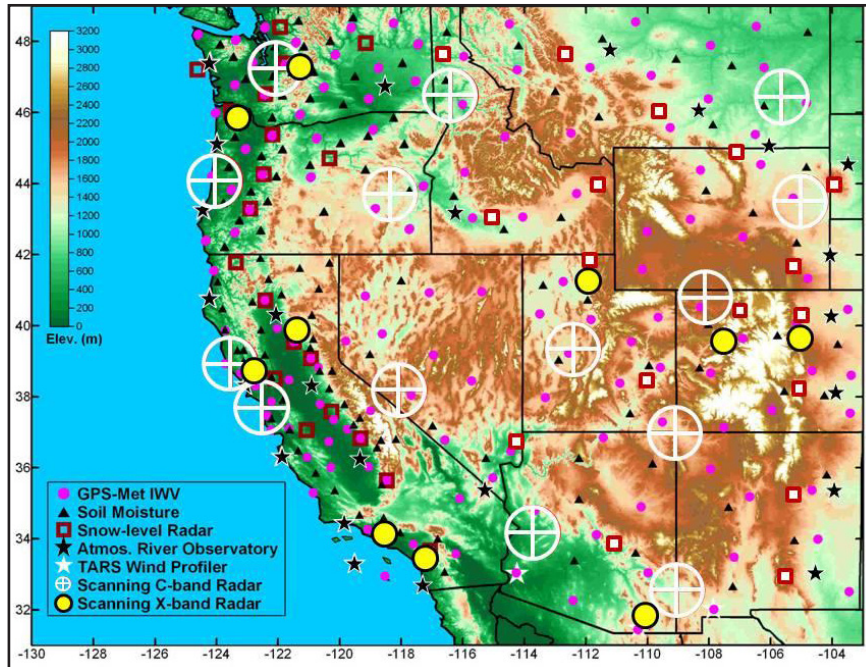 48
46
44
42
40
38
36
34
32
3200
3000
2800
2600
2400
2200
2000
1800
1600
1400
1200
1000
800
600
400
200
0
Elev. (m)
GPS-Met IWV
Soil Moisture
Snow-level Radar
Atmos. River Observatory
TARS Wind Profiler
Scanning C-band Radar
Scanning X-band Radar
-130 -128 -126 -124 -122 -120 -118 -116 -114 -112 -110 -108 -106 -104